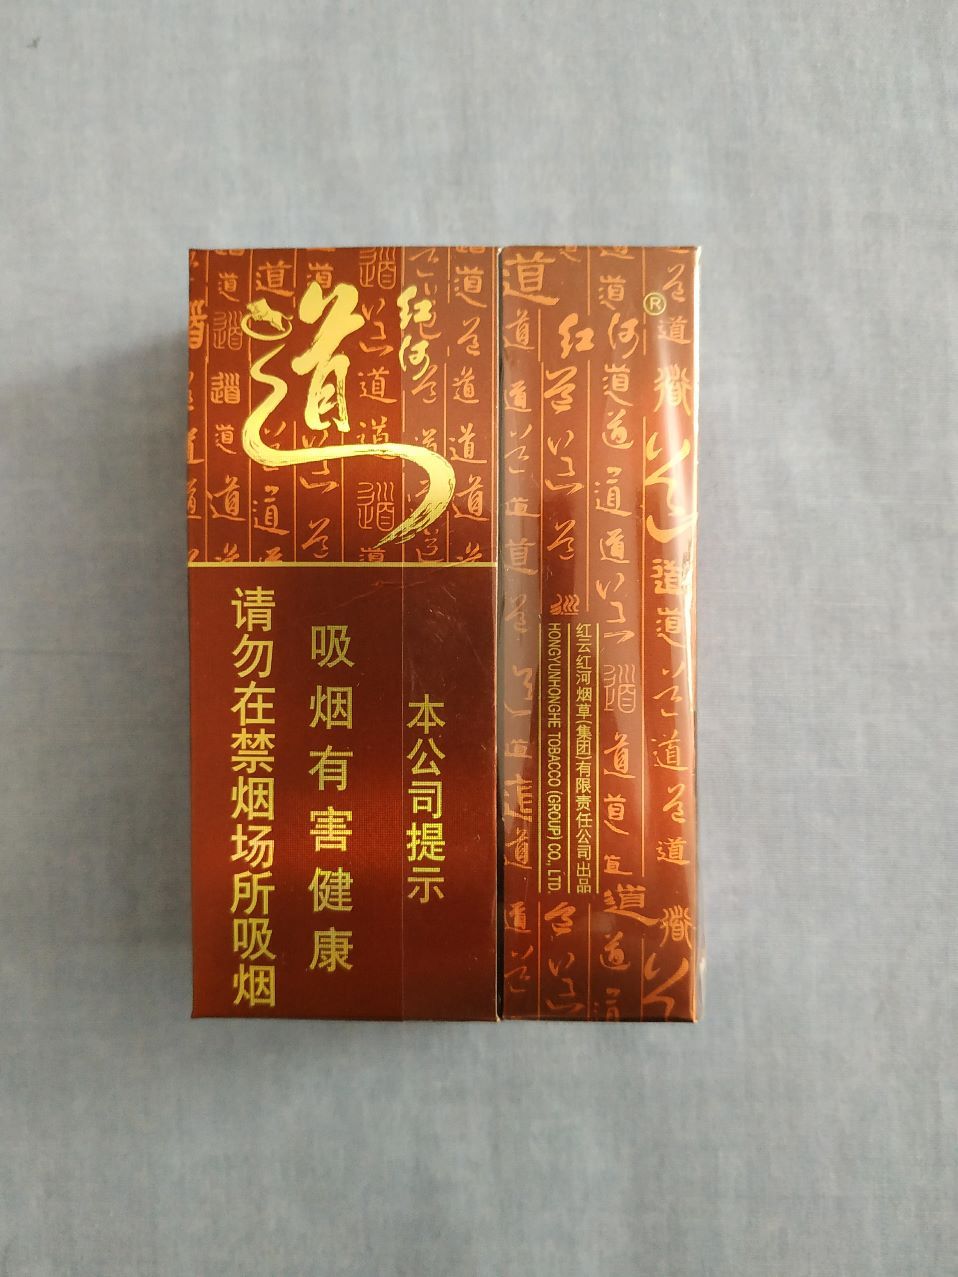 道
红河
本公司提示
吸烟有害健康
请勿在禁烟场所吸烟
红河
®
红云红河烟草(集团)有限责任公司 出品
HONGYUNHONGHE TOBACCO (GROUP) CO., LTD.